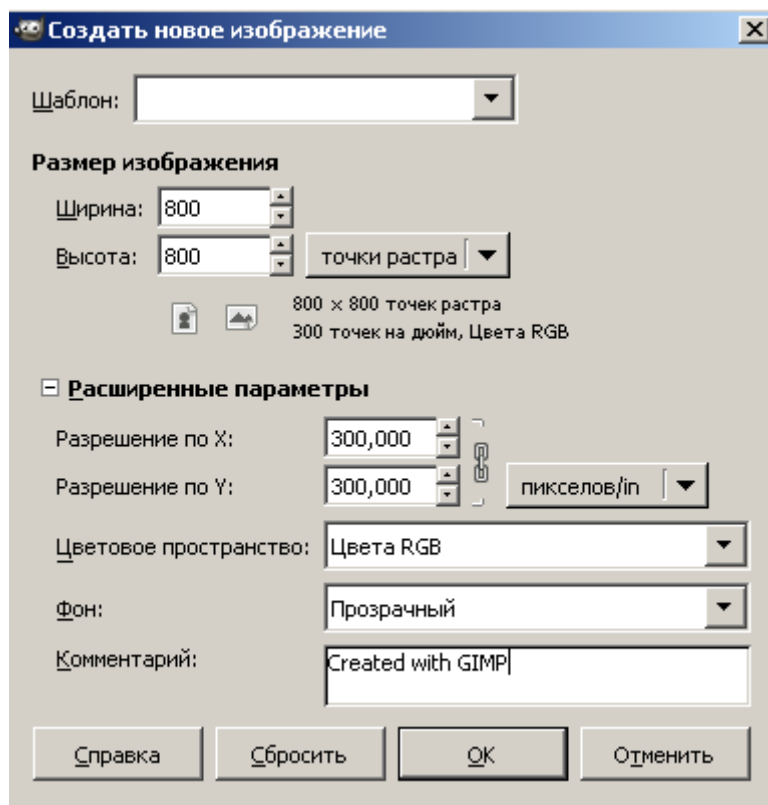 Создать новое изображение
Шаблон:
Размер изображения
Ширина: 800
Высота: 800 точки растра
800 × 800 точек растра
300 точек на дюйм, Цвета RGB
Расширенные параметры
Разрешение по X: 300,000
Разрешение по Y: 300,000 пикселов/in
Цветовое пространство: Цвета RGB
Фон: Прозрачный
Комментарий: Created with GIMP
Справка Сбросить OK Отменить